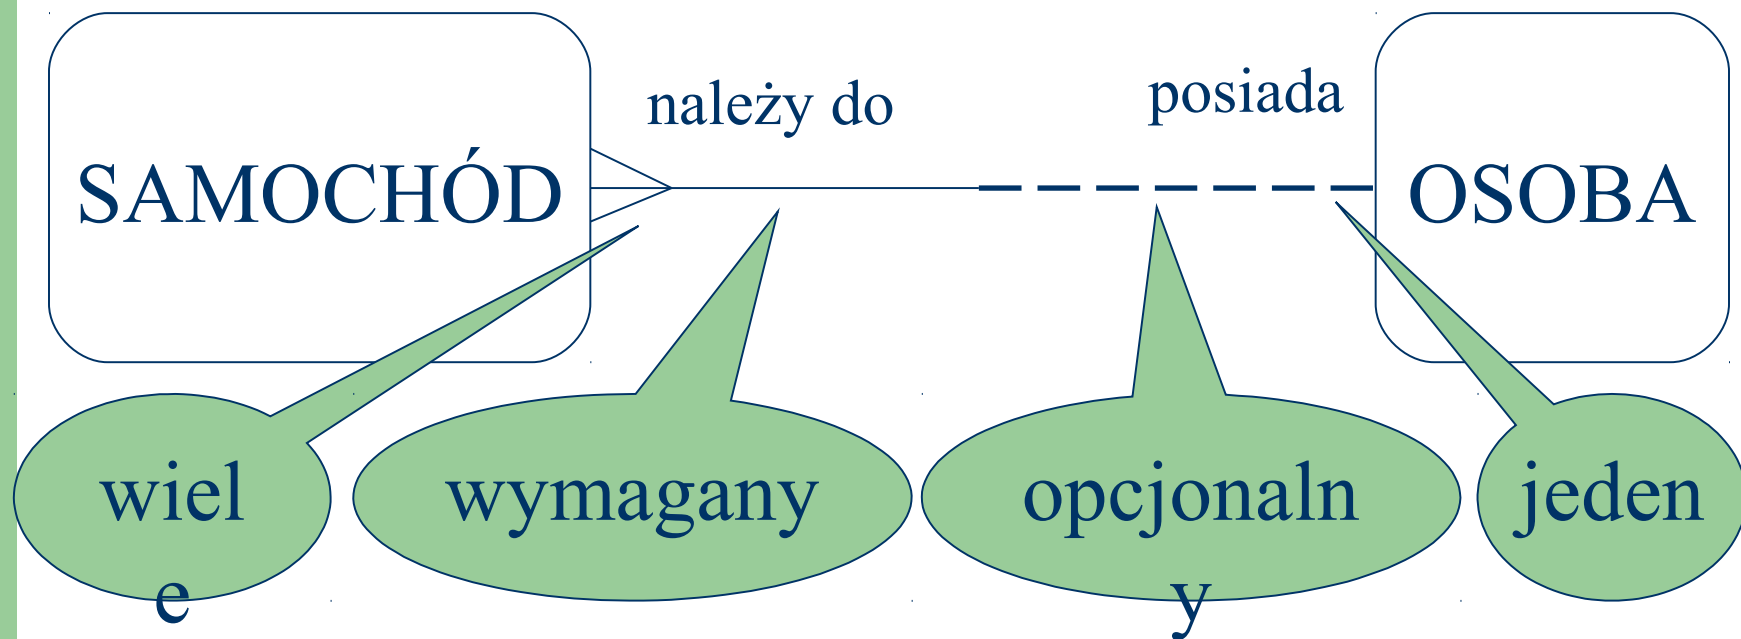 należy do
posiada
SAMOCHÓD
OSOBA
wiel
e
wymagany
opcjonaln
y
jeden